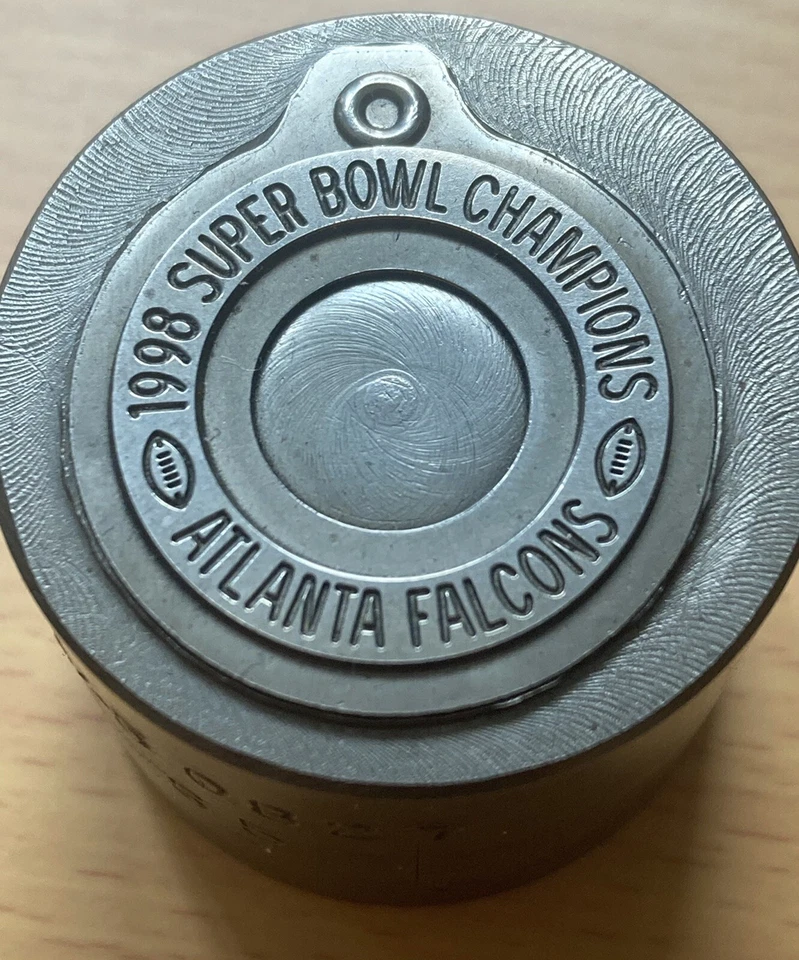 1998 SUPER BOWL CHAMPIONS
ATLANTA FALCONS